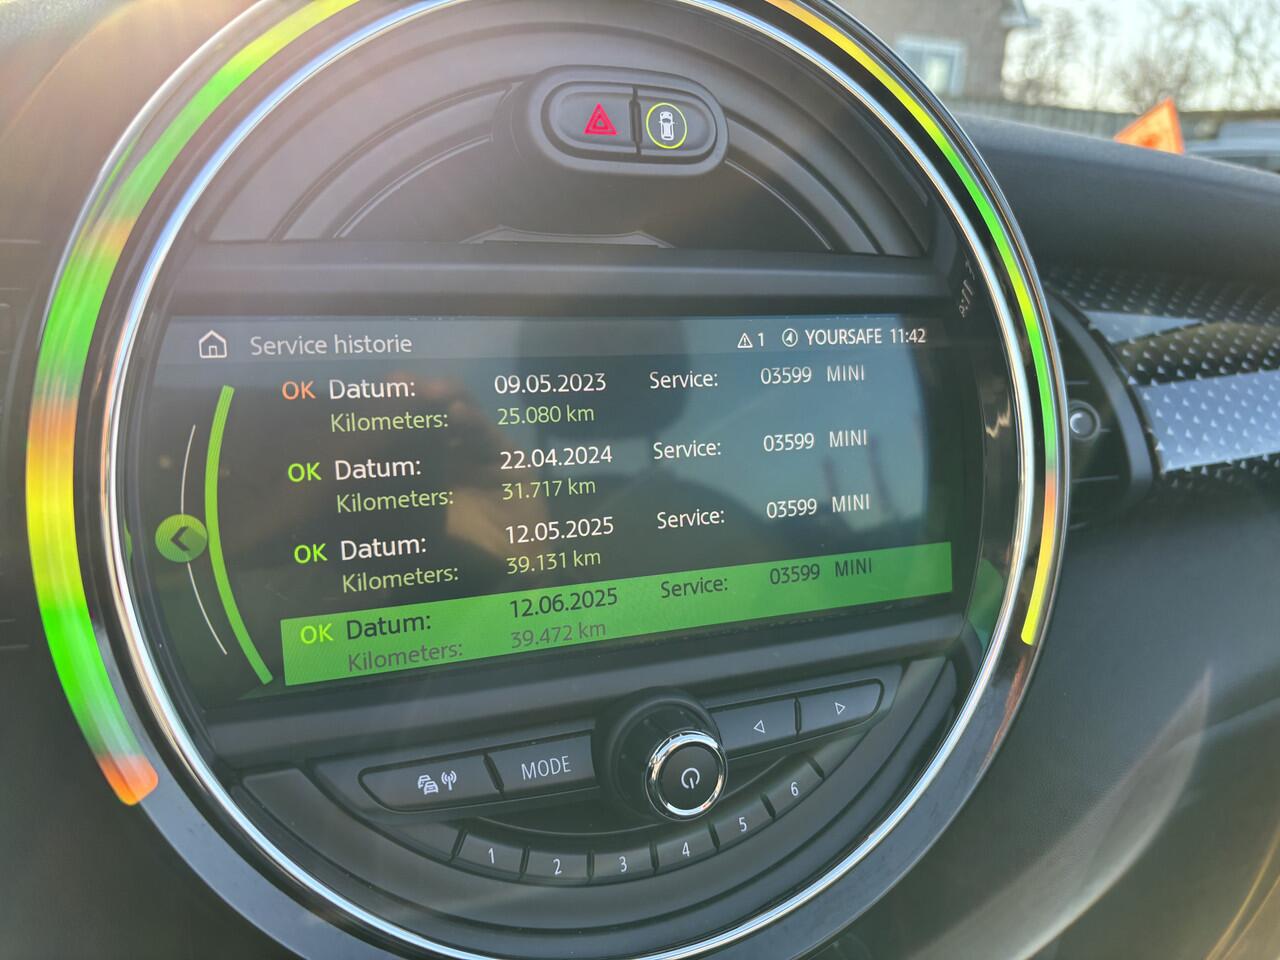 Service historie
1 YOURSAFE 11:42
OK Datum: 09.05.2023 Service: 03599 MINI
Kilometers: 25.080 km
OK Datum: 22.04.2024 Service: 03599 MINI
Kilometers: 31.717 km
OK Datum: 12.05.2025 Service: 03599 MINI
Kilometers: 39.131 km
OK Datum: 12.06.2025 Service: 03599 MINI
Kilometers: 39.472 km
MODE
1 2 3 4 5 6